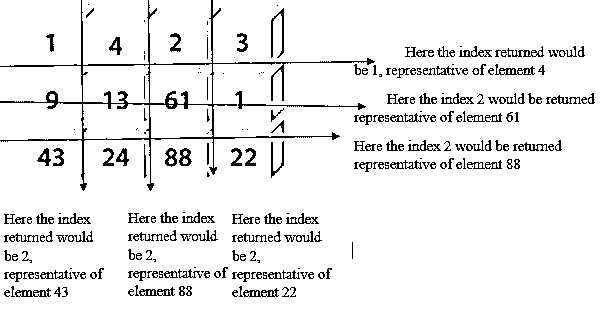 1 4 2 3
Here the index returned would
be 1, representative of element 4
9 13 61 1
Here the index 2 would be returned
representative of element 61
Here the index 2 would be returned
representative of element 88
43 24 88 22
Here the index
returned would
be 2,
representative of
element 43
Here the index
returned would
be 2,
representative of
element 88
Here the index
returned would
be 2,
representative of
element 22